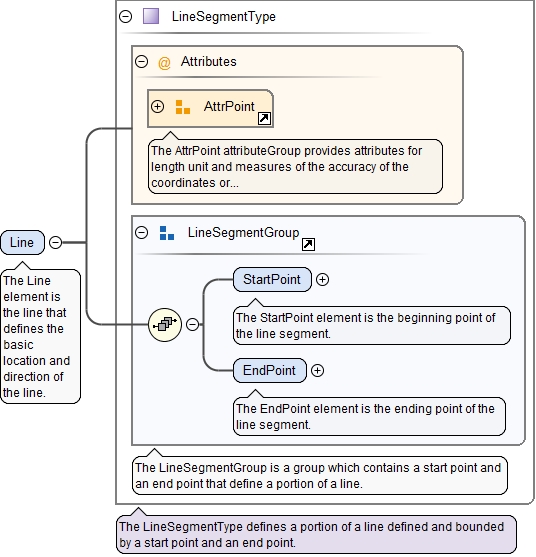 LineSegmentType
@ Attributes
AttrPoint
The AttrPoint attributeGroup provides attributes for
length unit and measures of the accuracy of the
coordinates or...
LineSegmentGroup
Line
The Line
element is
the line that
defines the
basic
location and
direction of
the line.
StartPoint
The StartPoint element is the beginning point of
the line segment.
EndPoint
The EndPoint element is the ending point of the
line segment.
The LineSegmentGroup is a group which contains a start point and
an end point that define a portion of a line.
The LineSegmentType defines a portion of a line defined and bounded
by a start point and an end point.